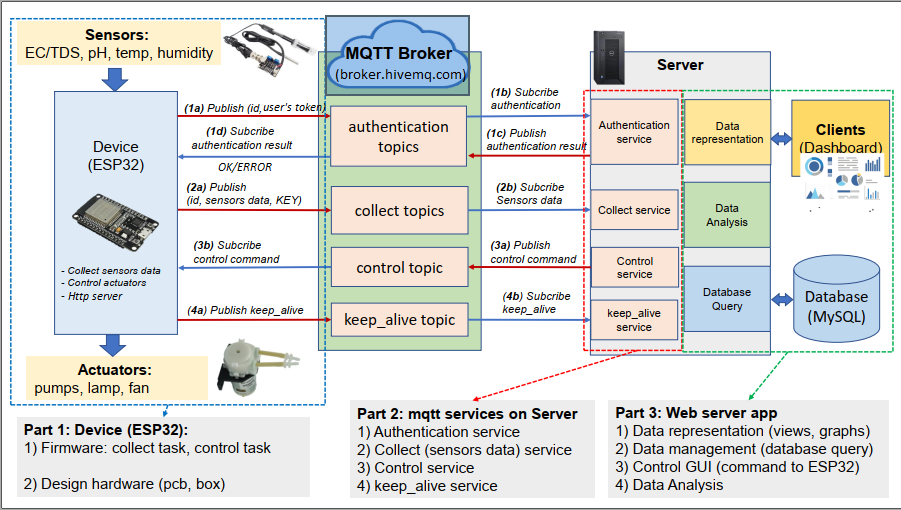 Sensors:
EC/TDS, pH, temp, humidity
MQTT Broker
(broker.hivemq.com)
Server
Device
(ESP32)
- Collect sensors data
- Control actuators
- Http server
Actuators:
pumps, lamp, fan
(1a) Publish (id, user's token)
(1d) Subcribe
authentication result
OK/ERROR
(2a) Publish
(id, sensors data, KEY)
(3b) Subcribe
control command
(4a) Publish keep_alive
authentication
topics
collect topics
control topic
keep_alive topic
(1b) Subcribe
authentication
(1c) Publish
authentication result
(2b) Subcribe
Sensors data
(3a) Publish
control command
(4b) Subcribe
keep_alive
Authentication
service
Collect service
Control
service
keep_alive
service
Data
representation
Data
Analysis
Database
Query
Clients
(Dashboard)
Database
(MySQL)
Part 1: Device (ESP32):
1) Firmware: collect task, control task
2) Design hardware (pcb, box)
Part 2: mqtt services on Server
1) Authentication service
2) Collect (sensors data) service
3) Control service
4) keep_alive service
Part 3: Web server app
1) Data representation (views, graphs)
2) Data management (database query)
3) Control GUI (command to ESP32)
4) Data Analysis